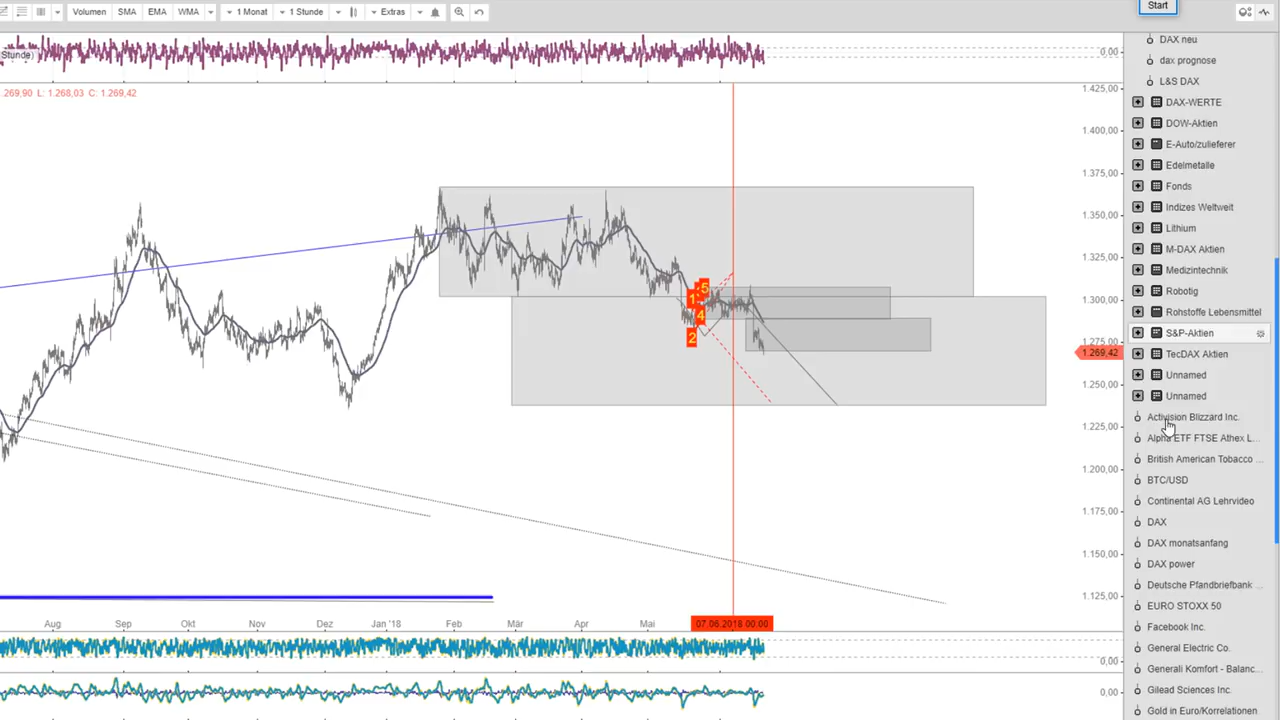 Volumen SMA EMA WMA 1 Monat 1 Stunde Extras
Start
Stunde)
0,00
269,90 L: 1.268,03 C: 1.269,42
1.425,00
1.400,00
1.375,00
1.350,00
1.325,00
1.300,00
1.275,00
1.269,42
1.250,00
1.225,00
1.200,00
1.175,00
1.150,00
1.125,00
1
5
4
2
Aug Sep Okt Nov Dez Jan '18 Feb Mär Apr Mai 07.06.2018 00:00
0,00
0,00
DAX neu
dax prognose
L&S DAX
DAX-WERTE
DOW-Aktien
E-Auto/zulieferer
Edelmetalle
Fonds
Indizes Weltweit
Lithium
M-DAX Aktien
Medizintechnik
Robotig
Rohstoffe Lebensmittel
S&P-Aktien
TecDAX Aktien
Unnamed
Unnamed
Activision Blizzard Inc.
Alpha ETF FTSE Athex L...
British American Tobacco ...
BTC/USD
Continental AG Lehrvideo
DAX
DAX monatsanfang
DAX power
Deutsche Pfandbriefbank ...
EURO STOXX 50
Facebook Inc.
General Electric Co.
Generali Komfort - Balanc...
Gilead Sciences Inc.
Gold in Euro/Korrelationen